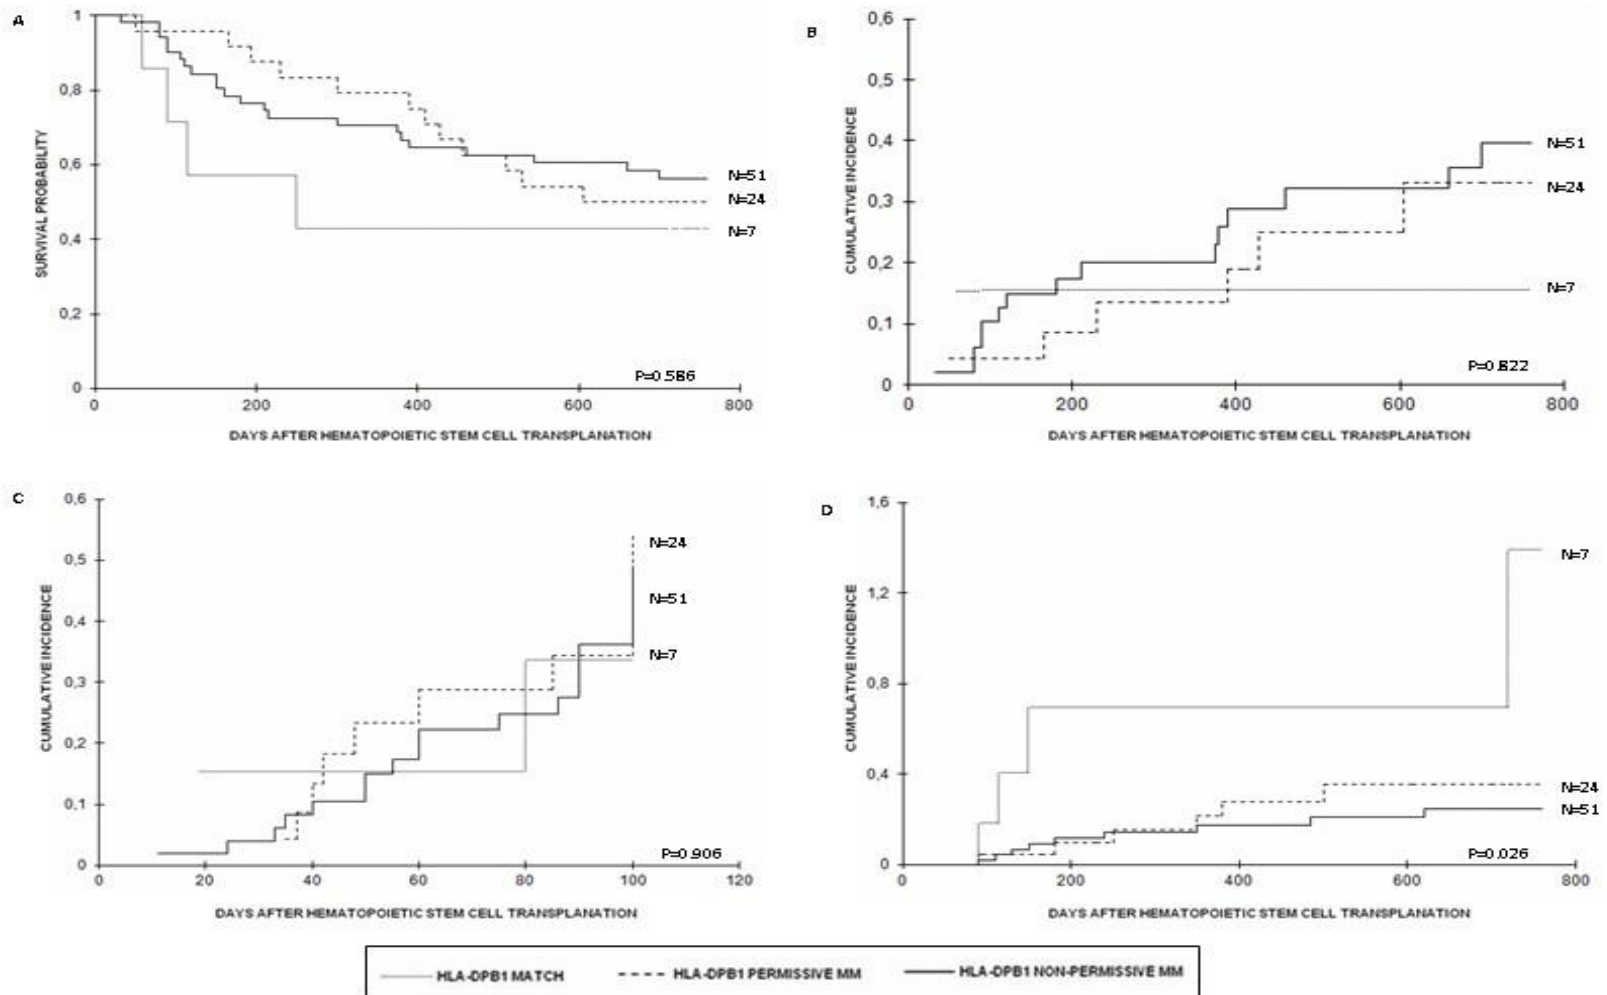 A
SURVIVAL PROBABILITY
1
0,8
0,6
0,4
0,2
0
0 200 400 600 800
N=51
N=24
N=7
P=0.586
DAYS AFTER HEMATOPOIETIC STEM CELL TRANSPLANATION
B
CUMULATIVE INCIDENCE
0,6
0,5
0,4
0,3
0,2
0,1
0
0 200 400 600 800
N=51
N=24
N=7
P=0.822
DAYS AFTER HEMATOPOIETIC STEM CELL TRANSPLANATION
C
CUMULATIVE INCIDENCE
0,6
0,5
0,4
0,3
0,2
0,1
0
0 20 40 60 80 100 120
N=24
N=51
N=7
P=0.906
DAYS AFTER HEMATOPOIETIC STEM CELL TRANSPLANATION
D
CUMULATIVE INCIDENCE
1,6
1,2
0,8
0,4
0
0 200 400 600 800
N=7
N=24
N=51
P=0.026
DAYS AFTER HEMATOPOIETIC STEM CELL TRANSPLANATION
HLA-DPB1 MATCH HLA-DPB1 PERMISSIVE MM HLA-DPB1 NON-PERMISSIVE MM